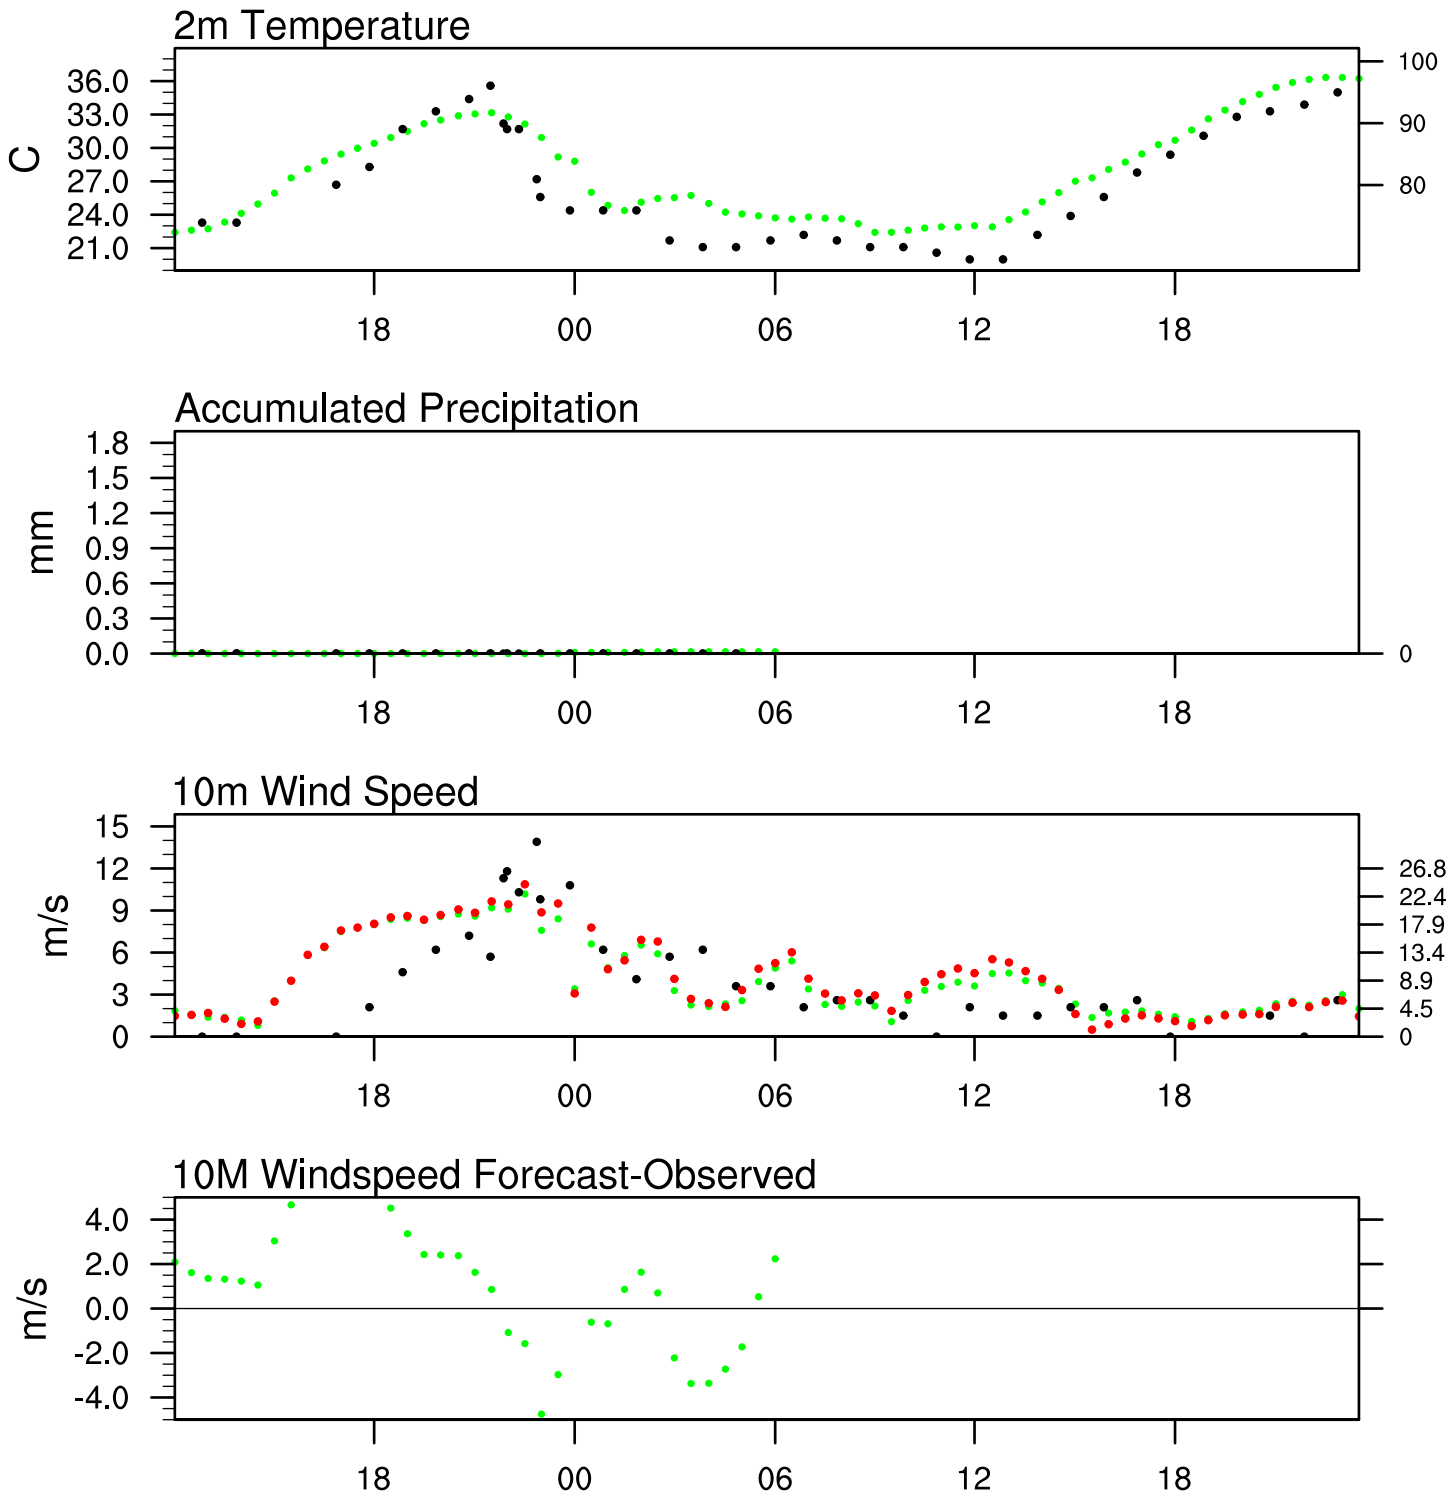 2m Temperature
C
36.0
33.0
30.0
27.0
24.0
21.0
100
90
80
18 00 06 12 18
Accumulated Precipitation
mm
1.8
1.5
1.2
0.9
0.6
0.3
0.0
0
18 00 06 12 18
10m Wind Speed
m/s
15
12
9
6
3
0
26.8
22.4
17.9
13.4
8.9
4.5
0
18 00 06 12 18
10M Windspeed Forecast-Observed
m/s
4.0
2.0
0.0
-2.0
-4.0
18 00 06 12 18